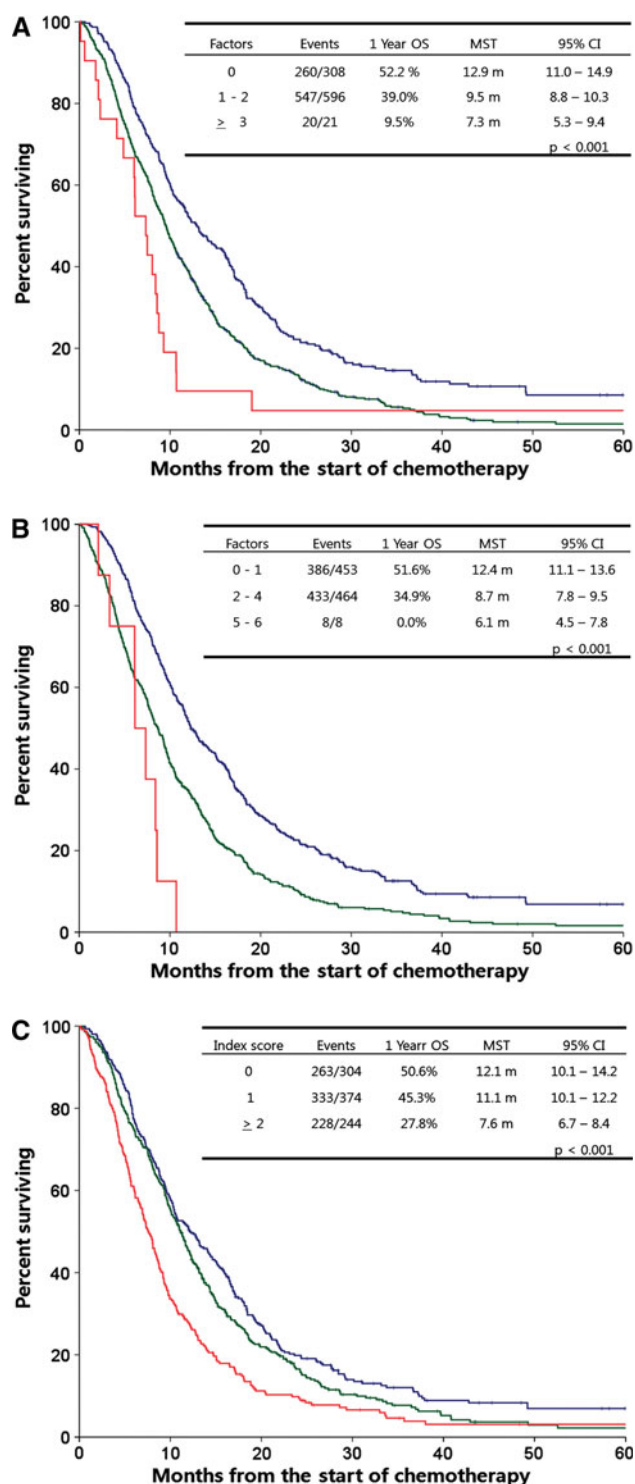 A
Factors Events 1 Year OS MST 95% CI
0 260/308 52.2 % 12.9 m 11.0 – 14.9
1 - 2 547/596 39.0% 9.5 m 8.8 – 10.3
≥ 3 20/21 9.5% 7.3 m 5.3 – 9.4
p < 0.001
Percent surviving
100
80
60
40
20
0
0 10 20 30 40 50 60
Months from the start of chemotherapy
B
Factors Events 1 Year OS MST 95% CI
0 - 1 386/453 51.6% 12.4 m 11.1 – 13.6
2 - 4 433/464 34.9% 8.7 m 7.8 – 9.5
5 - 6 8/8 0.0% 6.1 m 4.5 – 7.8
p < 0.001
Percent surviving
100
80
60
40
20
0
0 10 20 30 40 50 60
Months from the start of chemotherapy
C
Index score Events 1 Yearr OS MST 95% CI
0 263/304 50.6% 12.1 m 10.1 – 14.2
1 333/374 45.3% 11.1 m 10.1 – 12.2
≥ 2 228/244 27.8% 7.6 m 6.7 – 8.4
p < 0.001
Percent surviving
100
80
60
40
20
0
0 10 20 30 40 50 60
Months from the start of chemotherapy